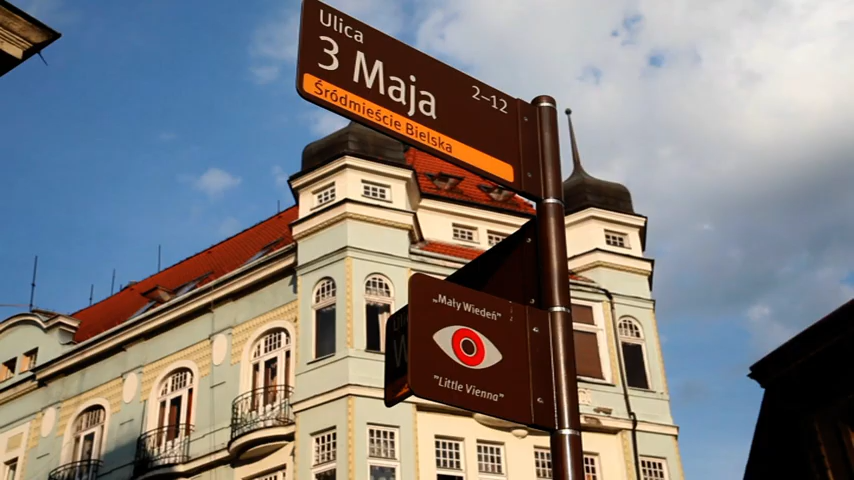 Ulica
3 Maja
2–12
Śródmieście Bielska
„Mały Wiedeń”
"Little Vienna"